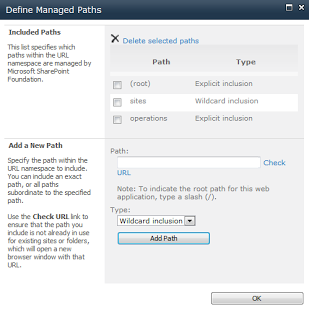 Define Managed Paths
Included Paths
This list specifies which
paths within the URL
namespace are managed by
Microsoft SharePoint
Foundation.
Delete selected paths
Path Type
(root) Explicit inclusion
sites Wildcard inclusion
operations Explicit inclusion
Add a New Path
Specify the path within the
URL namespace to include.
You can include an exact
path, or all paths
subordinate to the specified
path.
Use the Check URL link to
ensure that the path you
include is not already in use
for existing sites or folders,
which will open a new
browser window with that
URL.
Path:
Check
URL
Note: To indicate the root path for this web
application, type a slash (/).
Type:
Wildcard inclusion
Add Path
OK